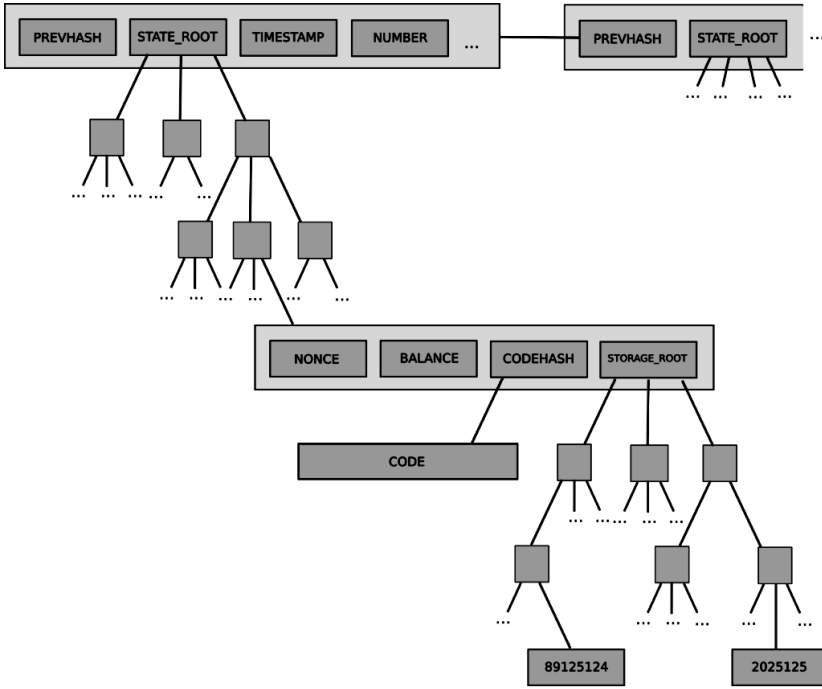 PREVHASH STATE_ROOT TIMESTAMP NUMBER ... PREVHASH STATE_ROOT ...
... ... ... ...
... ... ... ... ...
... ... ... ... ... ...
NONCE BALANCE CODEHASH STORAGE_ROOT
CODE
... ... ... ... ...
... ... ... ... ... ...
89125124 2025125